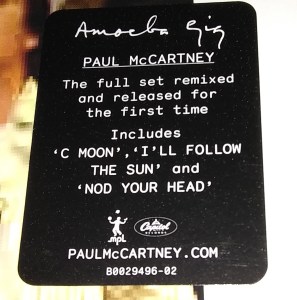 Amoeba Gig
PAUL McCARTNEY
The full set remixed
and released for
the first time
Includes
‘C MOON’, ‘I’LL FOLLOW
THE SUN’ and
‘NOD YOUR HEAD’
mpl Capitol
RECORDS
PAULMcCARTNEY.COM
B0029496-02